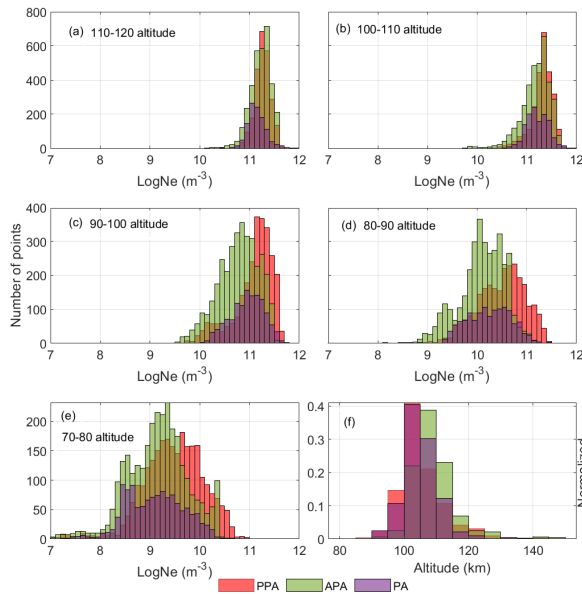 (a) 110-120 altitude
800
600
400
200
0
7 8 9 10 11 12
LogNe (m⁻³)
(b) 100-110 altitude
7 8 9 10 11 12
LogNe (m⁻³)
Number of points
(c) 90-100 altitude
400
300
200
100
0
7 8 9 10 11 12
LogNe (m⁻³)
(d) 80-90 altitude
7 8 9 10 11 12
LogNe (m⁻³)
(e)
70-80 altitude
200
150
100
50
0
7 8 9 10 11 12
LogNe (m⁻³)
(f)
0.4
0.3
0.2
0.1
0
80 100 120 140
Altitude (km)
Normalized
PPA APA PA